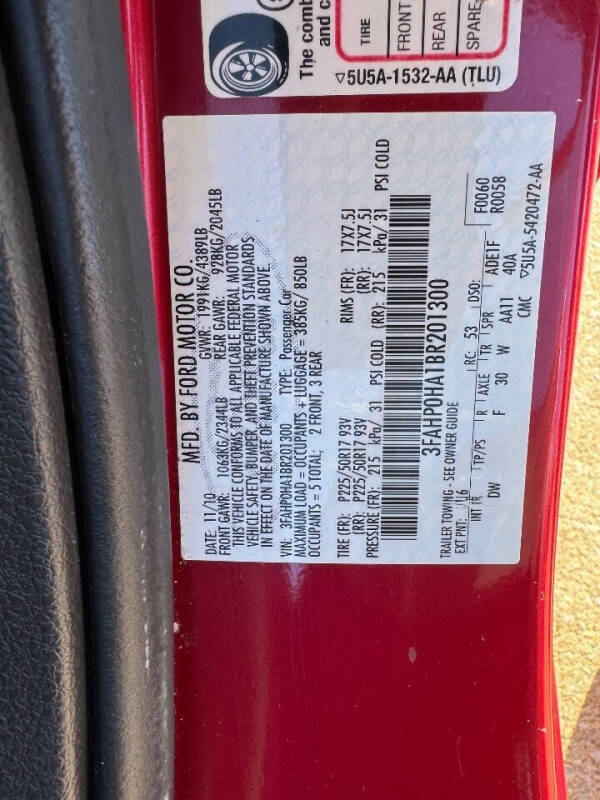 The comb
and c
TIRE
FRONT
REAR
SPARE
▽5U5A-1532-AA (TLU)
MFD. BY FORD MOTOR CO.
DATE: 11/10 GVWR: 1991KG/4389LB
FRONT GAWR: 1063KG/2344LB REAR GAWR: 928KG/2045LB
THIS VEHICLE CONFORMS TO ALL APPLICABLE FEDERAL MOTOR
VEHICLE SAFETY, BUMPER, AND THEFT PREVENTION STANDARDS
IN EFFECT ON THE DATE OF MANUFACTURE SHOWN ABOVE.
VIN: 3FAHP0HA1BR201300 TYPE: Passenger Car
MAXIMUM LOAD = OCCUPANTS + LUGGAGE = 385KG/ 850LB
OCCUPANTS = 5 TOTAL; 2 FRONT, 3 REAR
TIRE (FR): P225/50R17 93V RIMS (FR): 17X7.5J
(RR): P225/50R17 93V (RR): 17X7.5J
PRESSURE (FR): 215 kPa/ 31 PSI COLD (RR): 215 kPa/ 31 PSI COLD
3FAHP0HA1BR201300
TRAILER TOWING - SEE OWNER GUIDE F0060
EXT PNT: RC: 53 DSO: R0058
INT TR TP/PS R AXLE TR SPR ADE1F
DW F 30 W AA11 40A
CMC ▽5U5A-5420472-AA